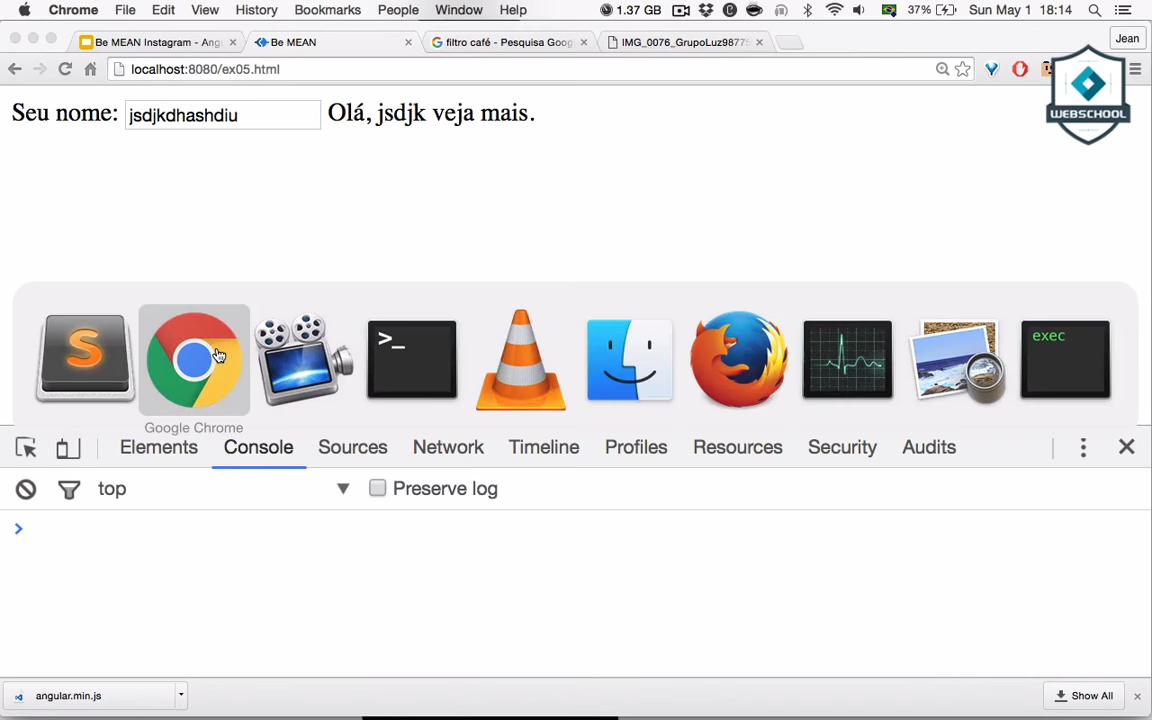 Chrome File Edit View History Bookmarks People Window Help 1.37 GB 37% Sun May 1 18:14
Be MEAN Instagram - Ang Be MEAN filtro café - Pesquisa Goog IMG_0076_GrupoLuz9877 Jean
localhost:8080/ex05.html
WEBSCHOOL
Seu nome: jsdjkdhashdiu Olá, jsdjk veja mais.
S >_ exec
Google Chrome
Elements Console Sources Network Timeline Profiles Resources Security Audits
top Preserve log
>
angular.min.js Show All